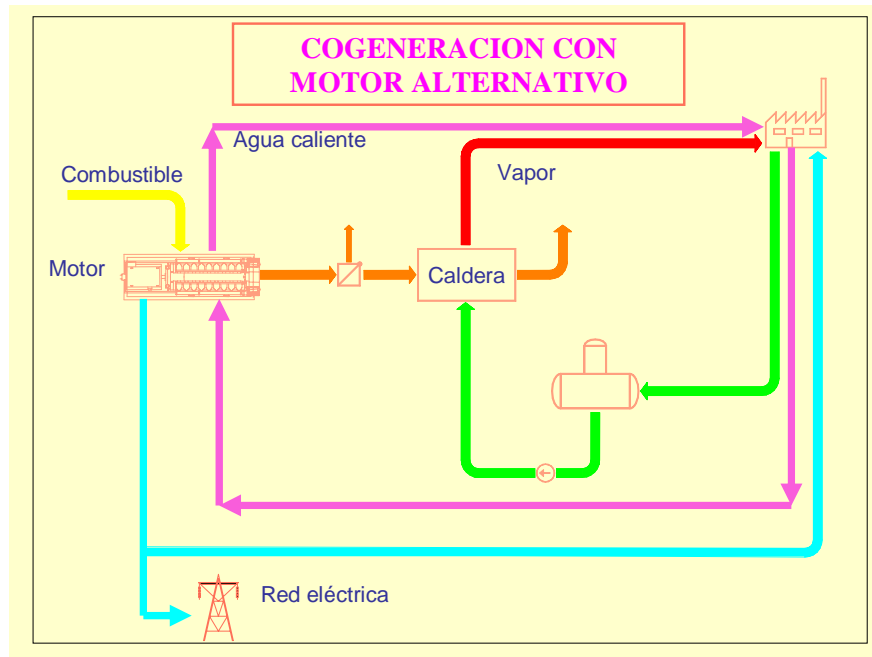 COGENERACION CON
MOTOR ALTERNATIVO
Agua caliente
Combustible
Vapor
Motor
Caldera
Red eléctrica